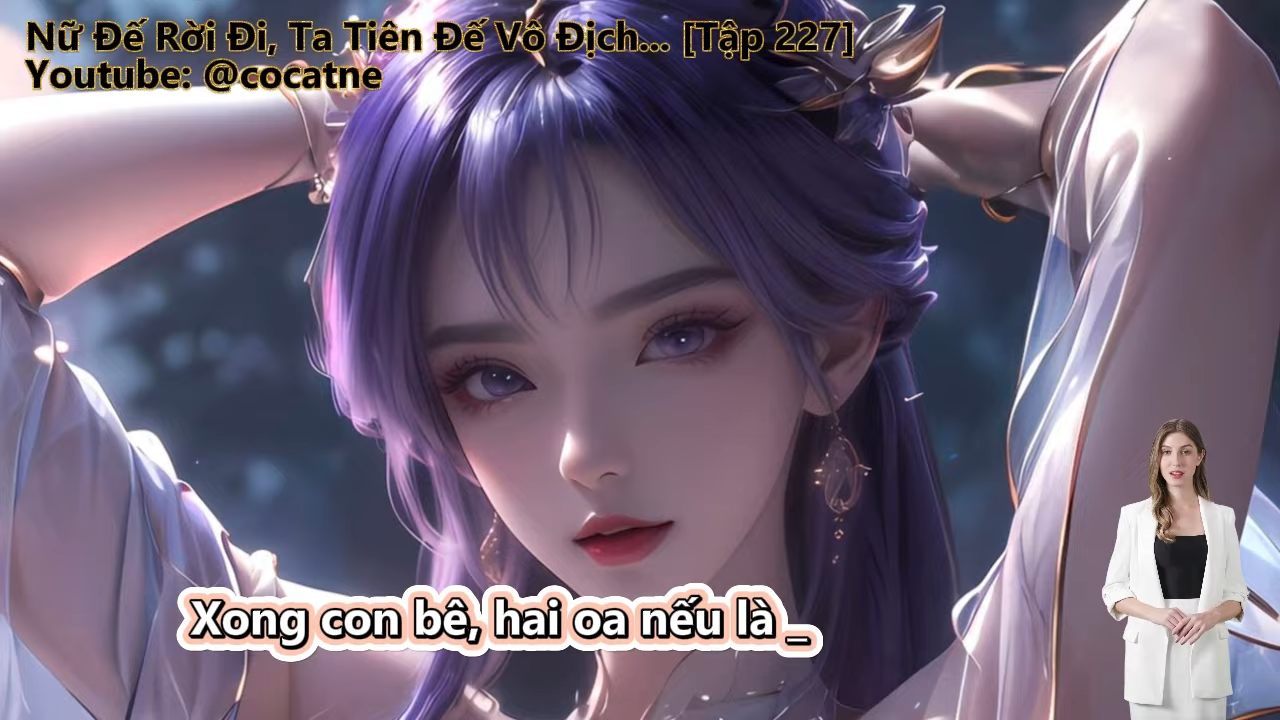 Nữ Đế Rời Đi, Ta Tiên Đế Vô Địch... [Tập 227]
Youtube: @cocatne
Xong con bê, hai oa nếu là _